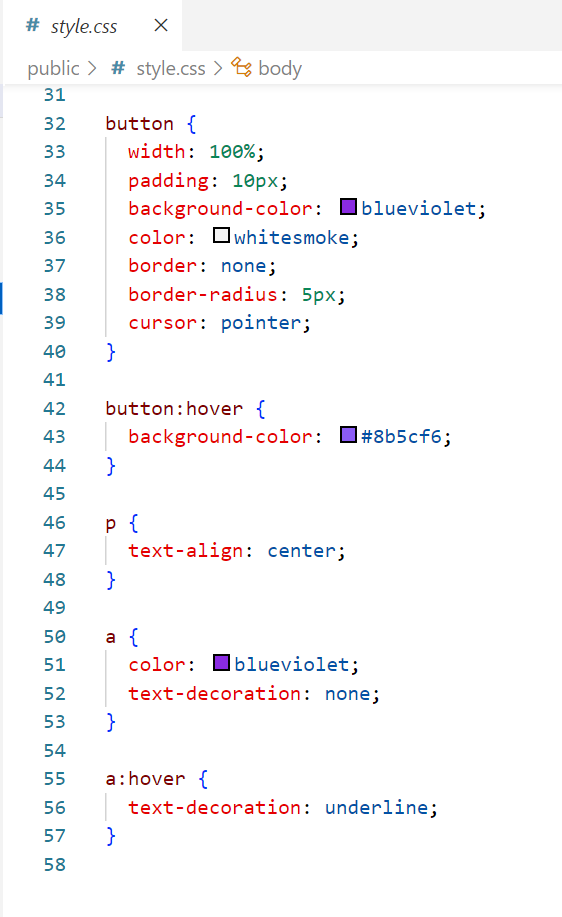 # style.css ×
public > # style.css > body
31
32 button {
33   width: 100%;
34   padding: 10px;
35   background-color: blueviolet;
36   color: whitesmoke;
37   border: none;
38   border-radius: 5px;
39   cursor: pointer;
40 }
41
42 button:hover {
43   background-color: #8b5cf6;
44 }
45
46 p {
47   text-align: center;
48 }
49
50 a {
51   color: blueviolet;
52   text-decoration: none;
53 }
54
55 a:hover {
56   text-decoration: underline;
57 }
58